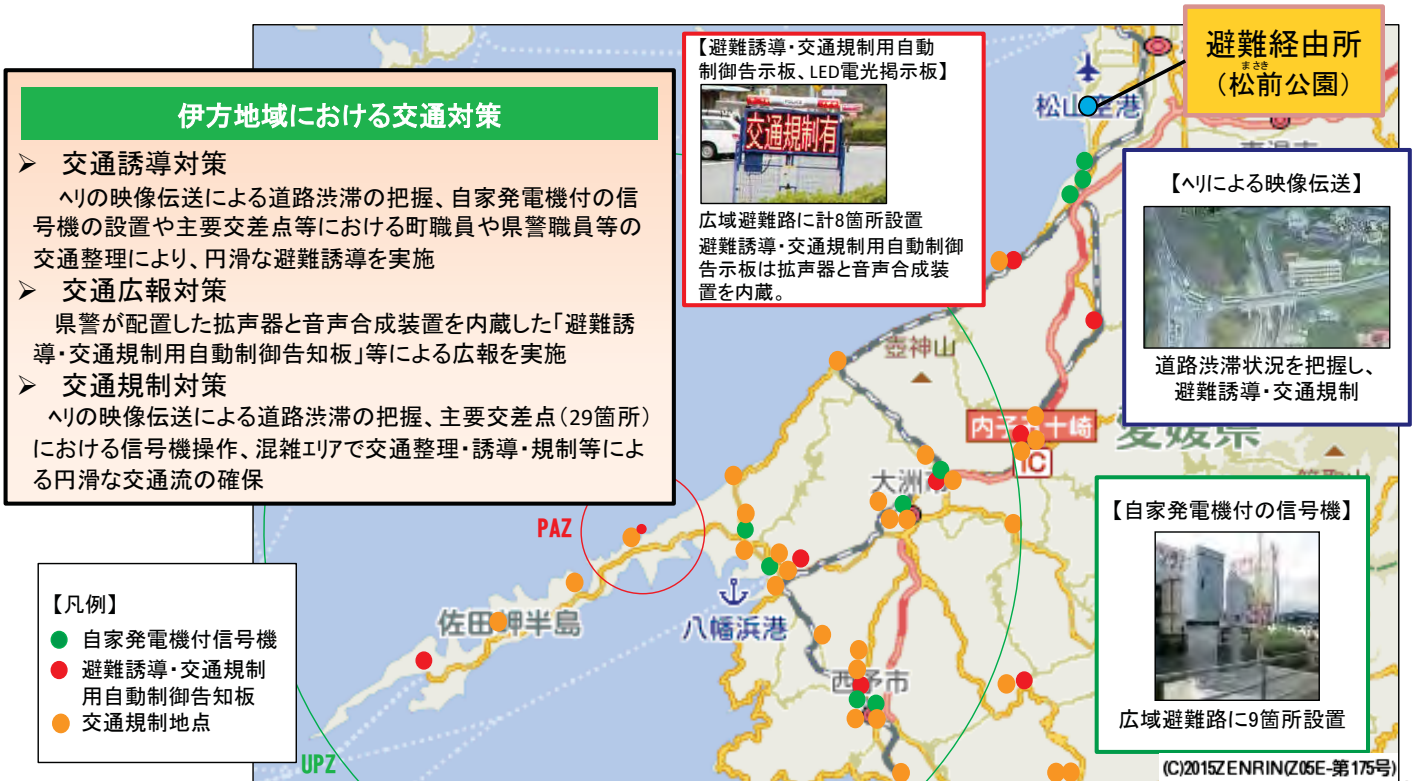 伊方地域における交通対策
➢ 交通誘導対策
ヘリの映像伝送による道路渋滞の把握、自家発電機付の信
号機の設置や主要交差点等における町職員や県警職員等の
交通整理により、円滑な避難誘導を実施
➢ 交通広報対策
県警が配置した拡声器と音声合成装置を内蔵した「避難誘
導・交通規制用自動制御告知板」等による広報を実施
➢ 交通規制対策
ヘリの映像伝送による道路渋滞の把握、主要交差点（29箇所）
における信号機操作、混雑エリアで交通整理・誘導・規制等によ
る円滑な交通流の確保
【避難誘導・交通規制用自動
制御告示板、LED電光掲示板】
POLICE
交通規制有
広域避難路に計8箇所設置
避難誘導・交通規制用自動制御
告示板は拡声器と音声合成装
置を内蔵。
避難経由所
まさき
（松前公園）
松山空港
【ヘリによる映像伝送】
道路渋滞状況を把握し、
避難誘導・交通規制
壺神山
内子五十崎
IC
愛媛県
大洲市
PAZ
佐田岬半島
八幡浜港
西予市
UPZ
【自家発電機付の信号機】
広域避難路に9箇所設置
【凡例】
自家発電機付信号機
避難誘導・交通規制
用自動制御告知板
交通規制地点
(C)2015ZENRIN(Z05E-第175号)